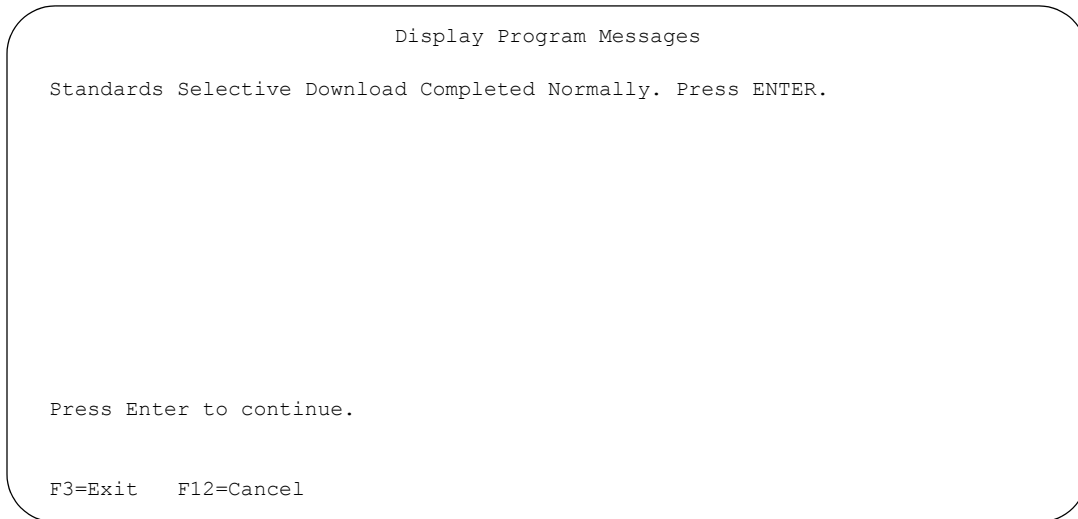 Display Program Messages
Standards Selective Download Completed Normally. Press ENTER.
Press Enter to continue.
F3=Exit   F12=Cancel